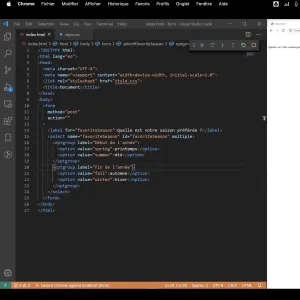 Chrome Fichier Modifier Afficher Historique Favoris Profils Onglet Fenêtre Aide
index.html - html - Visual Studio Code
index.html style.css
index.html > html > body > form > select#favoriteSeason > optgroup
1 <!DOCTYPE html>
2 <html lang="en">
3 <head>
4 <meta charset="UTF-8">
5 <meta name="viewport" content="width=device-width, initial-scale=1.0">
6 <link rel="stylesheet" href="style.css">
7 <title>Document</title>
8 </head>
9 <body>
10 <form
11 method="post"
12 action=""
13 >
14 <label for="favoriteSeason">Quelle est votre saison préférée ?</label>
15 <select name="favoriteSeason" id="favoriteSeason" multiple>
16 <optgroup label="Début de l'année">
17 <option value="spring">printemps</option>
18 <option value="summer">été</option>
19 </optgroup>
20 <optgroup label="Fin de l'année">
21 <option value="fall">automne</option>
22 <option value="winter">hiver</option>
23 </optgroup>
24 </select>
25 </form>
26 </body>
27 </html>